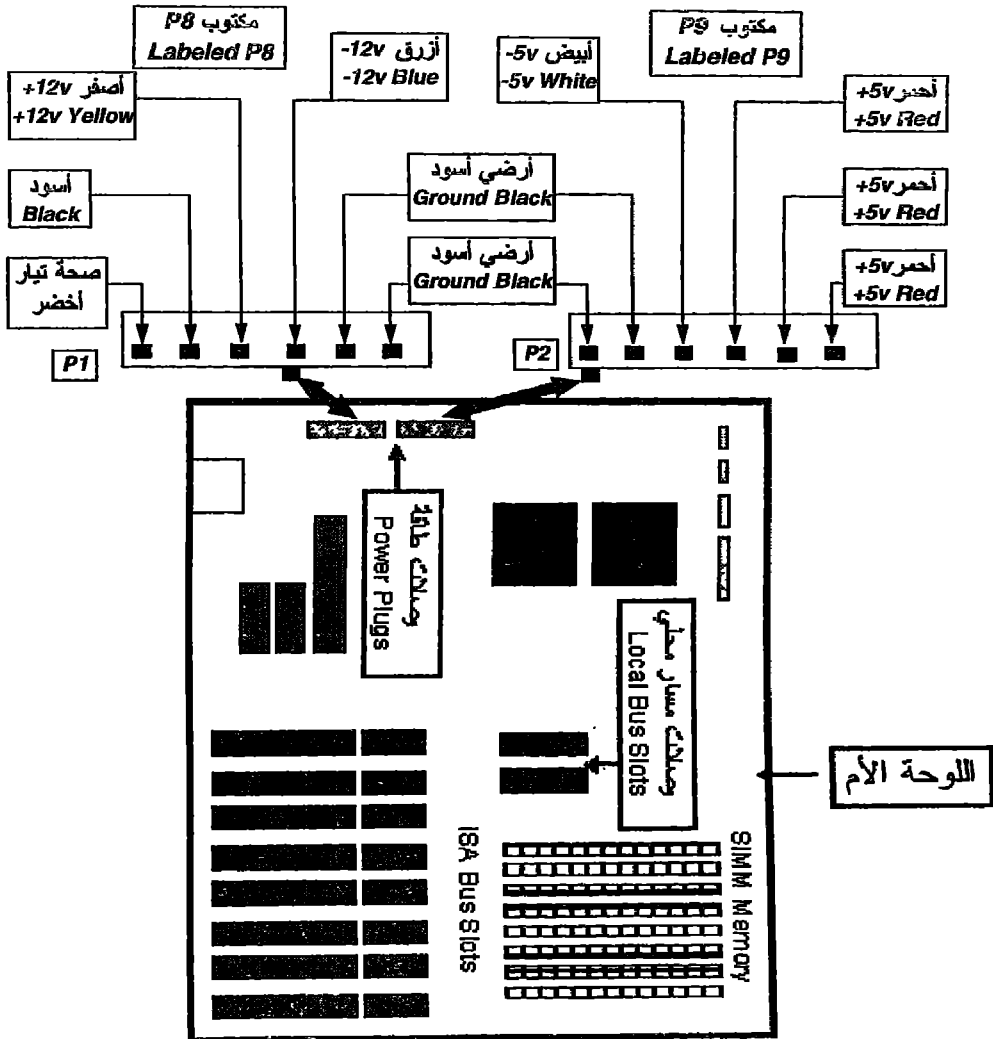 مكتوب P8
Labeled P8
أزرق -12v
-12v Blue
أبيض -5v
-5v White
مكتوب P9
Labeled P9
أصفر +12v
+12v Yellow
أحمر +5v
+5v Red
أسود
Black
أرضي أسود
Ground Black
أحمر +5v
+5v Red
صحة تيار
أخضر
أرضي أسود
Ground Black
أحمر +5v
+5v Red
P1
P2
وصلات طاقة
Power Plugs
وصلات مسار محلي
Local Bus Slots
اللوحة الأم
ISA Bus Slots
SIMM Memory